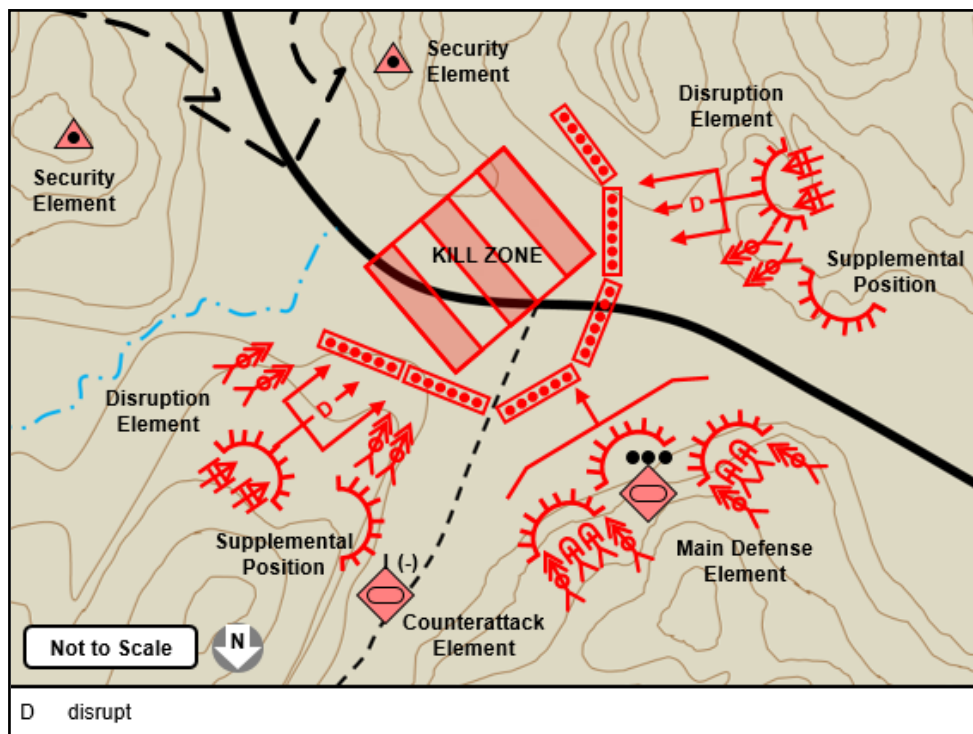 Security
Element
Security
Element
Disruption
Element
D
KILL ZONE
Supplemental
Position
Disruption
Element
D
Supplemental
Position
I (-)
Main Defense
Element
Counterattack
Element
Not to Scale
N
D disrupt